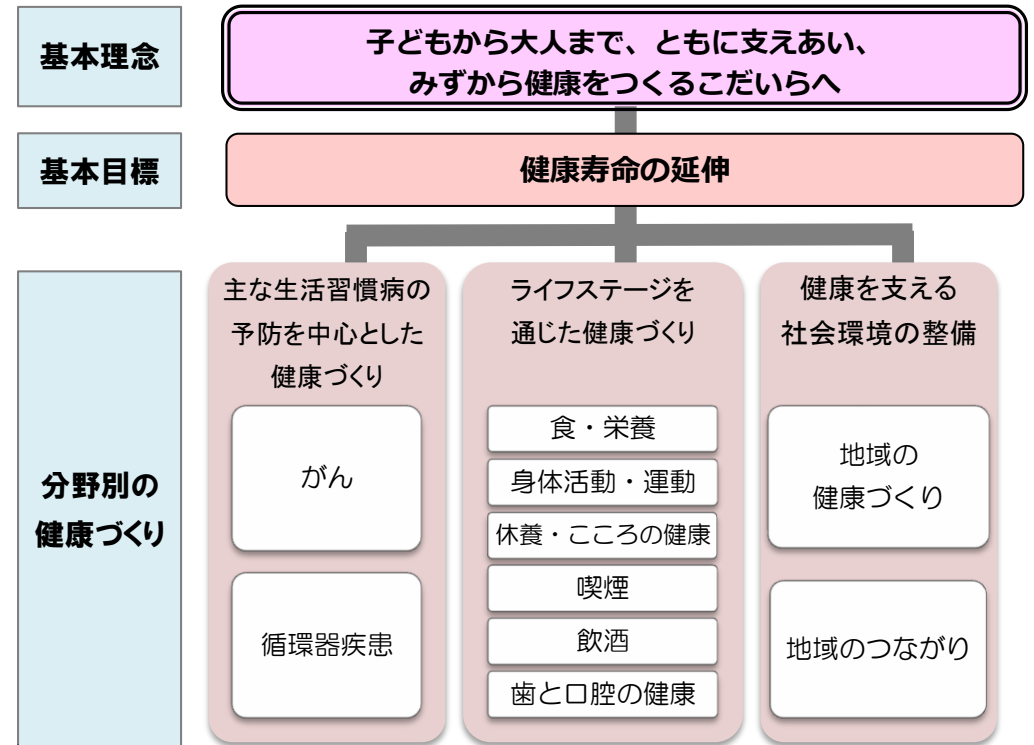 基本理念
子どもから大人まで、ともに支えあい、
みずから健康をつくるこだいらへ
基本目標
健康寿命の延伸
分野別の
健康づくり
主な生活習慣病の
予防を中心とした
健康づくり
がん
循環器疾患
ライフステージを
通じた健康づくり
食・栄養
身体活動・運動
休養・こころの健康
喫煙
飲酒
歯と口腔の健康
健康を支える
社会環境の整備
地域の
健康づくり
地域のつながり